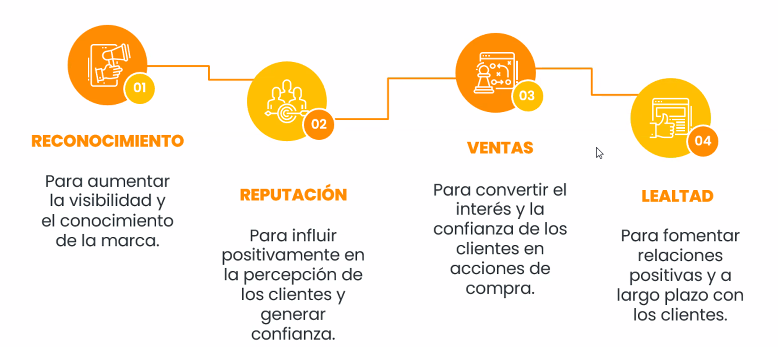 01
RECONOCIMIENTO
Para aumentar
la visibilidad y
el conocimiento
de la marca.
02
REPUTACIÓN
Para influir
positivamente en
la percepción de
los clientes y
generar
confianza.
03
VENTAS
Para convertir el
interés y la
confianza de los
clientes en
acciones de
compra.
04
LEALTAD
Para fomentar
relaciones
positivas y a
largo plazo con
los clientes.